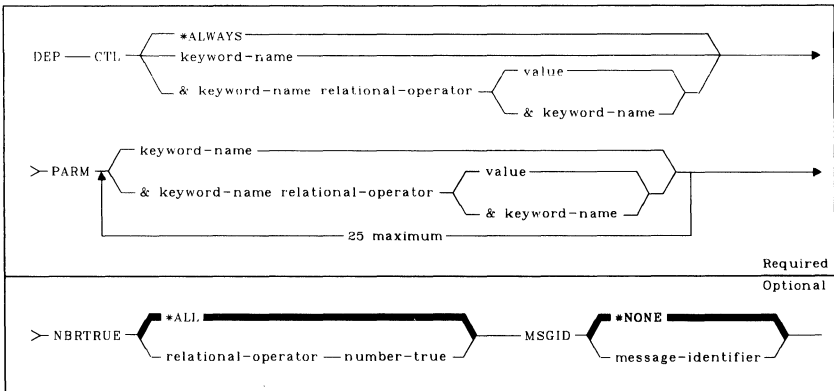 *ALWAYS
DEP CTL keyword-name
value
& keyword-name relational-operator
& keyword-name
keyword-name
PARM
value
& keyword-name relational-operator
& keyword-name
25 maximum
Required
Optional
*ALL *NONE
NBRTRUE MSGID
relational-operator number-true message-identifier